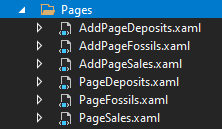 Pages
AddPageDeposits.xaml
AddPageFossils.xaml
AddPageSales.xaml
PageDeposits.xaml
PageFossils.xaml
PageSales.xaml